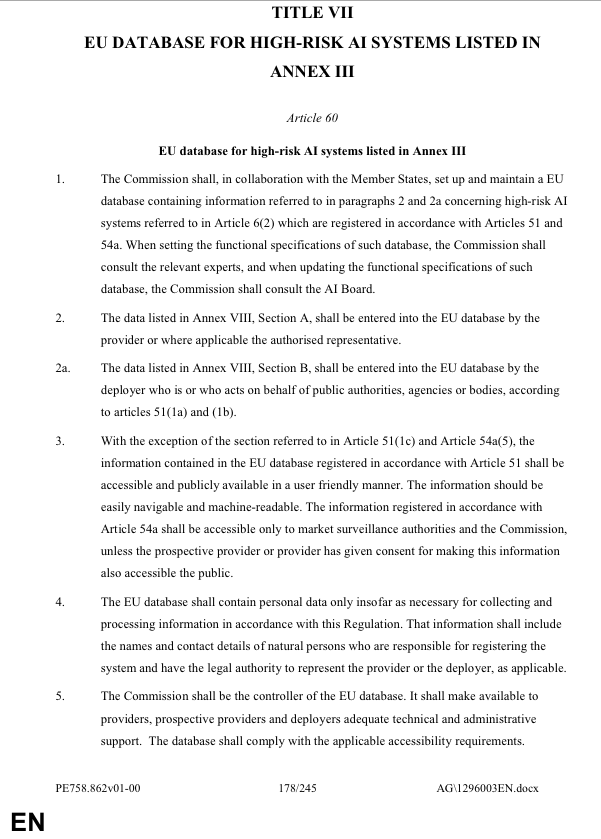 TITLE VII
EU DATABASE FOR HIGH-RISK AI SYSTEMS LISTED IN
ANNEX III
Article 60
EU database for high-risk AI systems listed in Annex III
1. The Commission shall, in collaboration with the Member States, set up and maintain a EU
database containing information referred to in paragraphs 2 and 2a concerning high-risk AI
systems referred to in Article 6(2) which are registered in accordance with Articles 51 and
54a. When setting the functional specifications of such database, the Commission shall
consult the relevant experts, and when updating the functional specifications of such
database, the Commission shall consult the AI Board.
2. The data listed in Annex VIII, Section A, shall be entered into the EU database by the
provider or where applicable the authorised representative.
2a. The data listed in Annex VIII, Section B, shall be entered into the EU database by the
deployer who is or who acts on behalf of public authorities, agencies or bodies, according
to articles 51(1a) and (1b).
3. With the exception of the section referred to in Article 51(1c) and Article 54a(5), the
information contained in the EU database registered in accordance with Article 51 shall be
accessible and publicly available in a user friendly manner. The information should be
easily navigable and machine-readable. The information registered in accordance with
Article 54a shall be accessible only to market surveillance authorities and the Commission,
unless the prospective provider or provider has given consent for making this information
also accessible the public.
4. The EU database shall contain personal data only insofar as necessary for collecting and
processing information in accordance with this Regulation. That information shall include
the names and contact details of natural persons who are responsible for registering the
system and have the legal authority to represent the provider or the deployer, as applicable.
5. The Commission shall be the controller of the EU database. It shall make available to
providers, prospective providers and deployers adequate technical and administrative
support.  The database shall comply with the applicable accessibility requirements.
PE758.862v01-00 178/245 AG\1296003EN.docx
EN